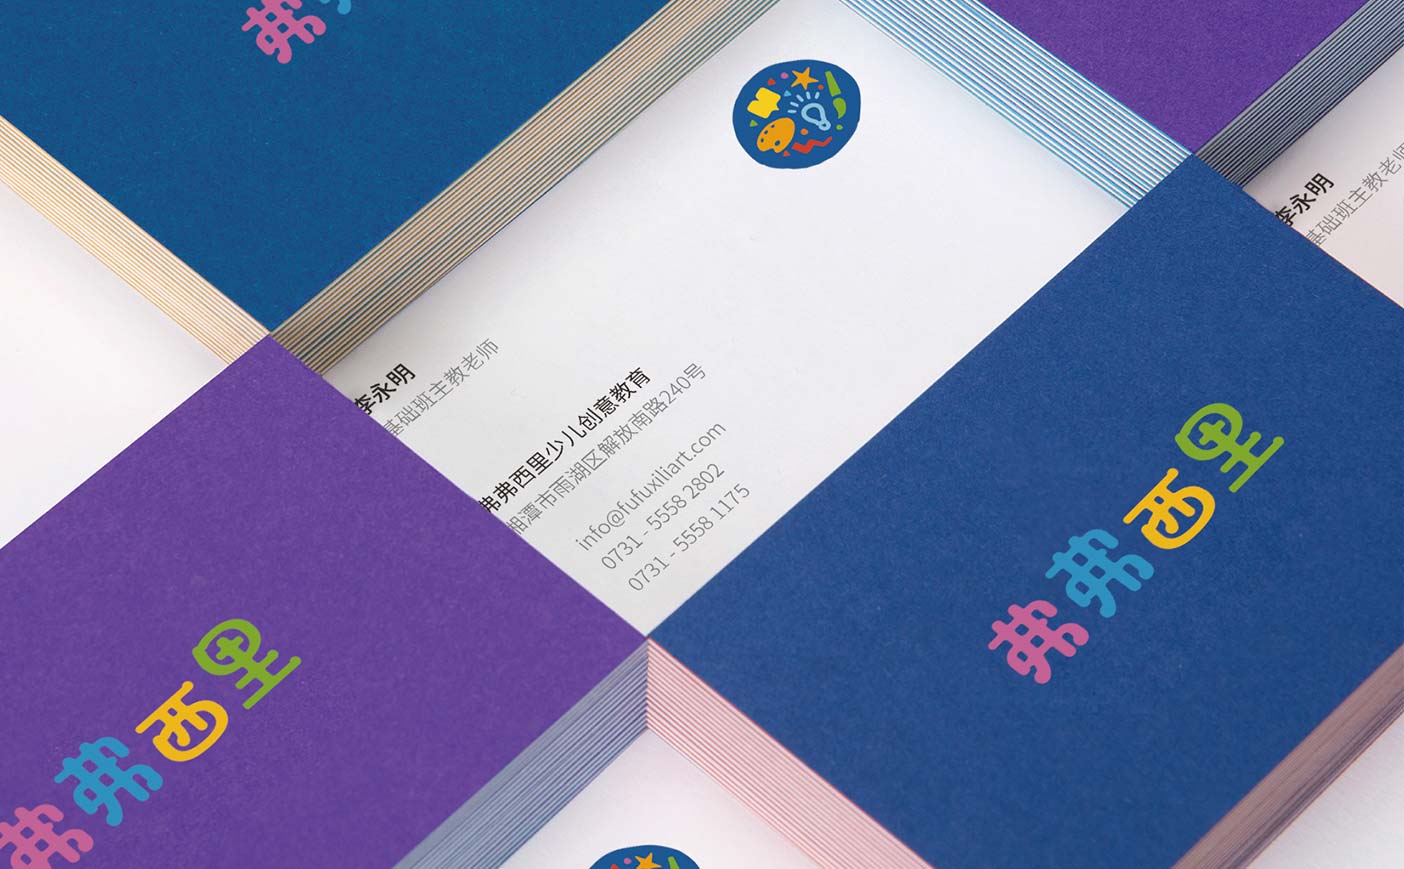 弗
李永明
基础班主教老师
弗弗西里少儿创意教育
湘潭市雨湖区解放南路240号
info@fufuxiliart.com
0731 - 5558 2802
0731 - 5558 1175
李永明
基础班主教老师
弗弗西里
弗弗西里